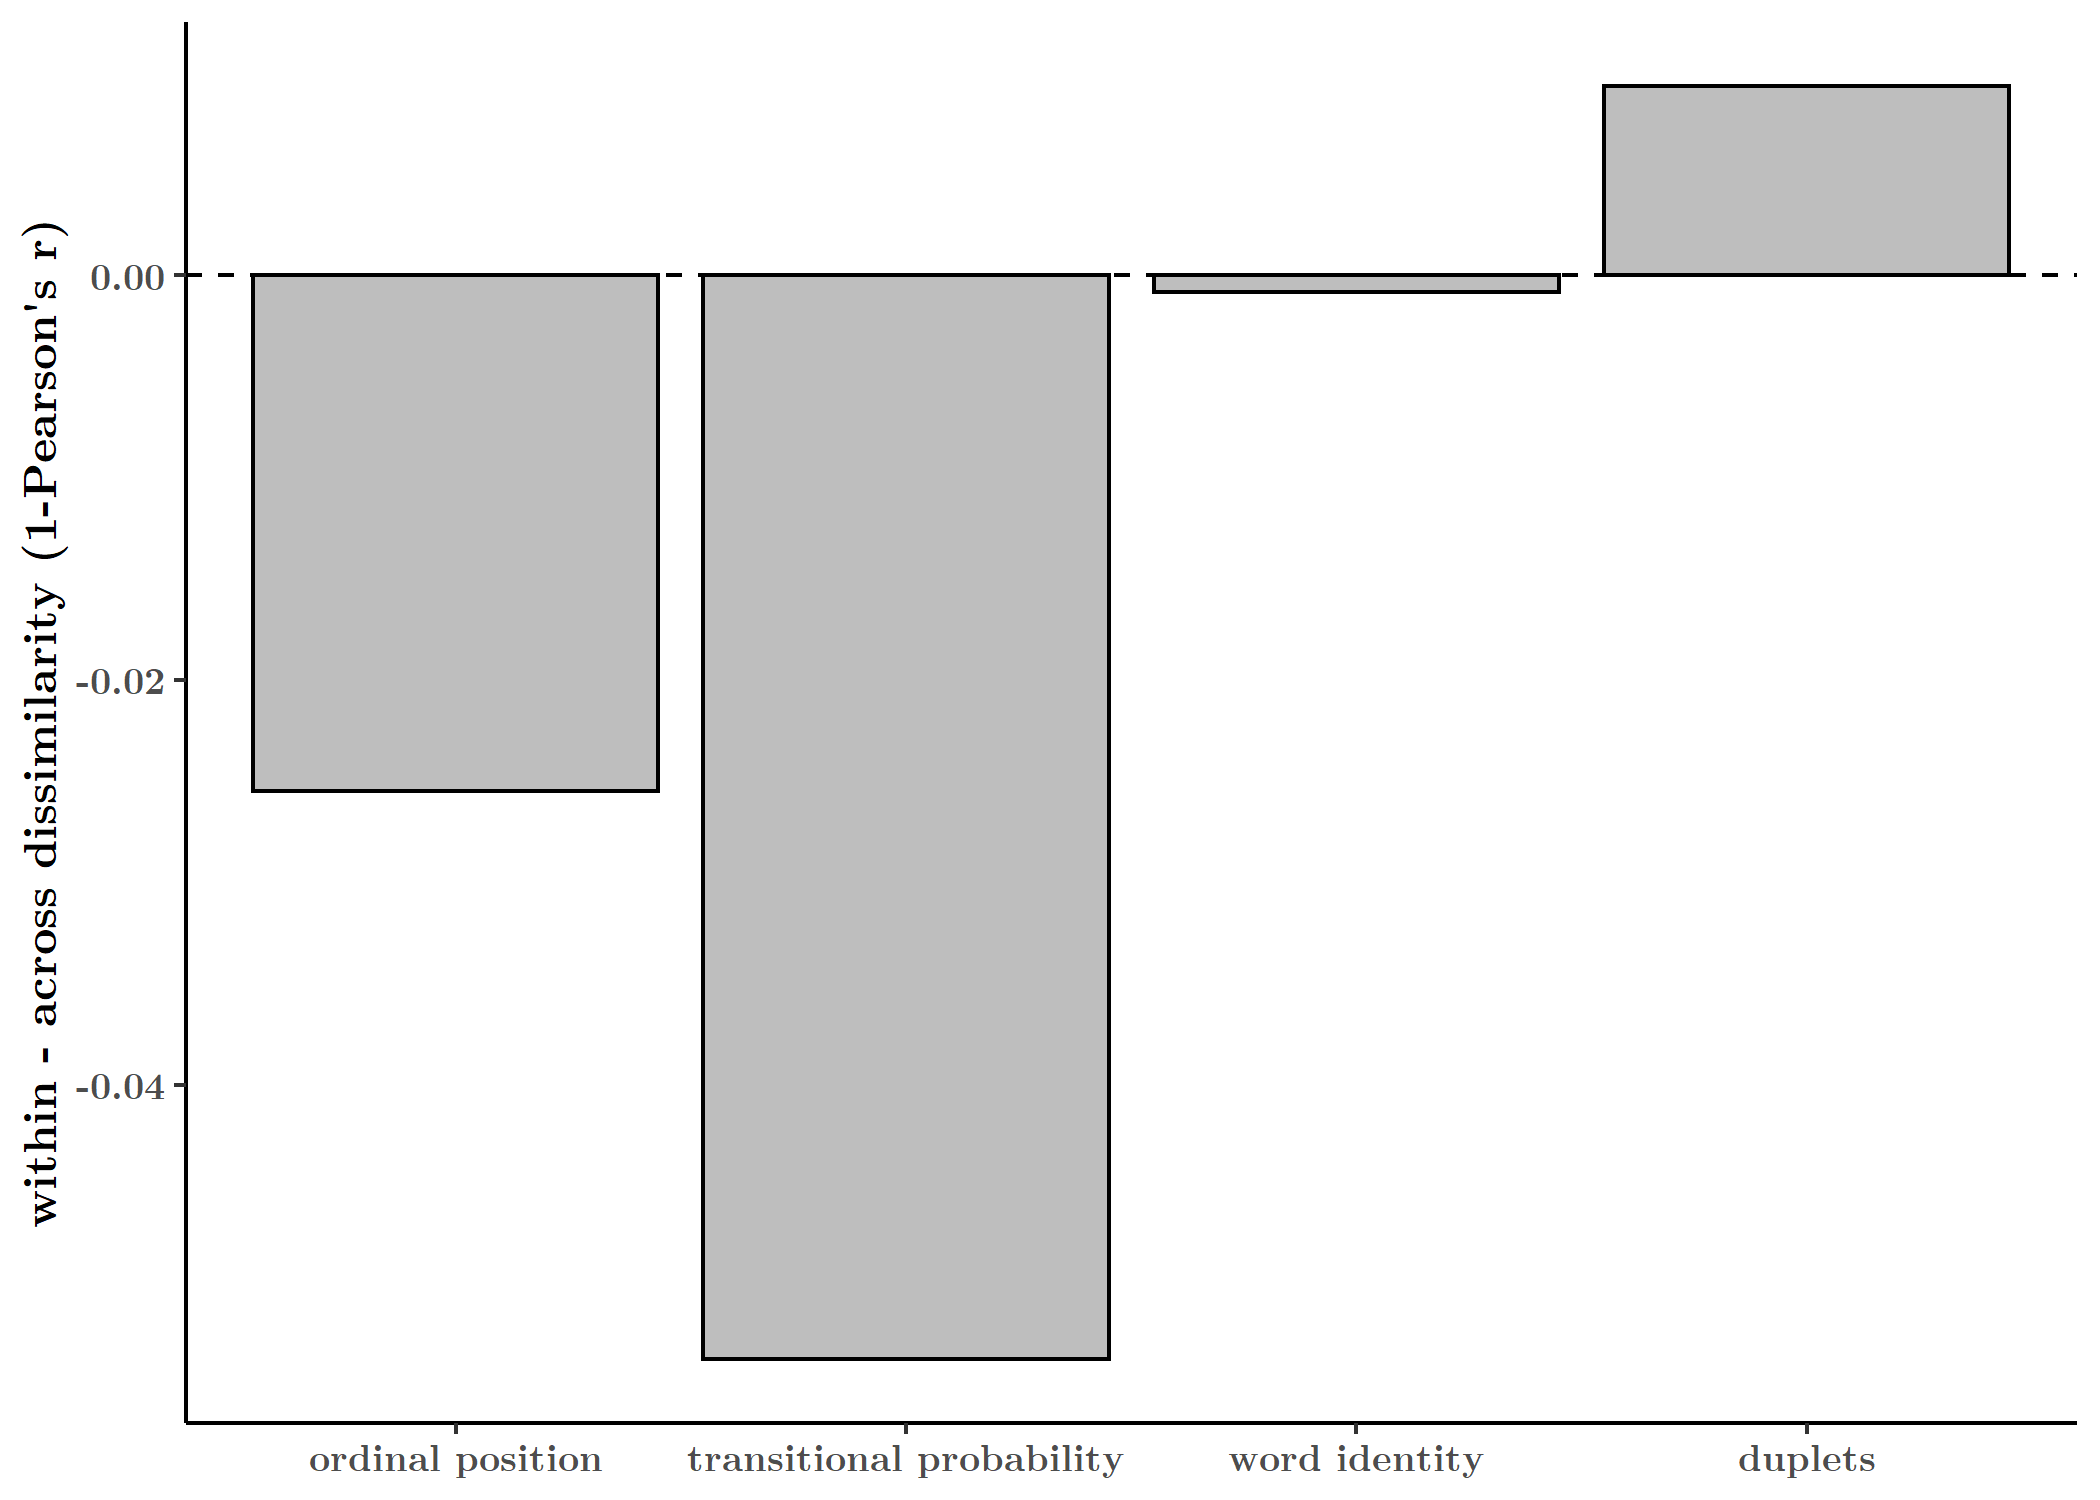 within - across dissimilarity (1-Pearson's r)
0.00
-0.02
-0.04
ordinal position
transitional probability
word identity
duplets